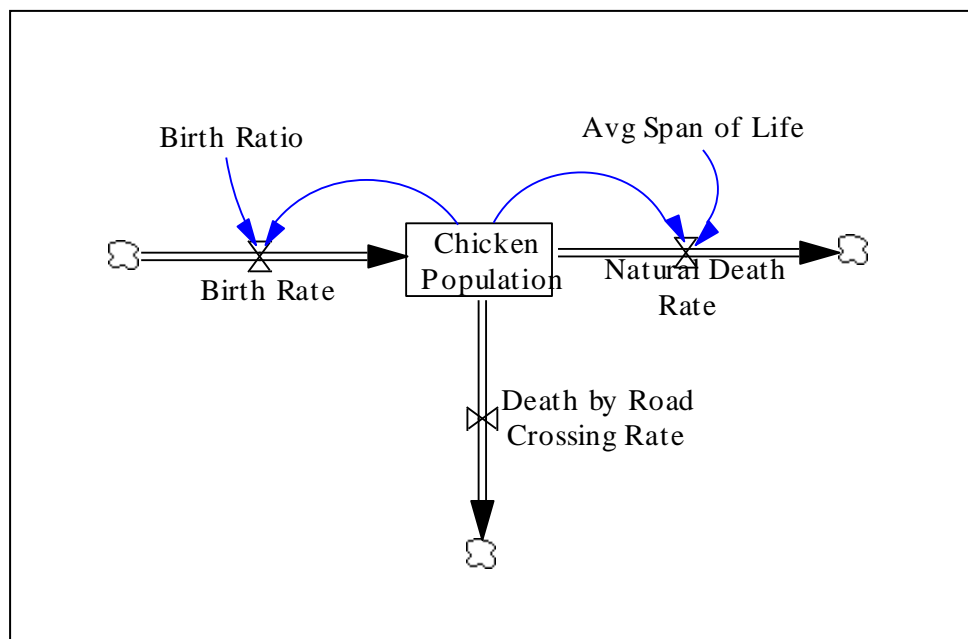 Birth Ratio
Avg Span of Life
Chicken
Population
Birth Rate
Natural Death
Rate
Death by Road
Crossing Rate